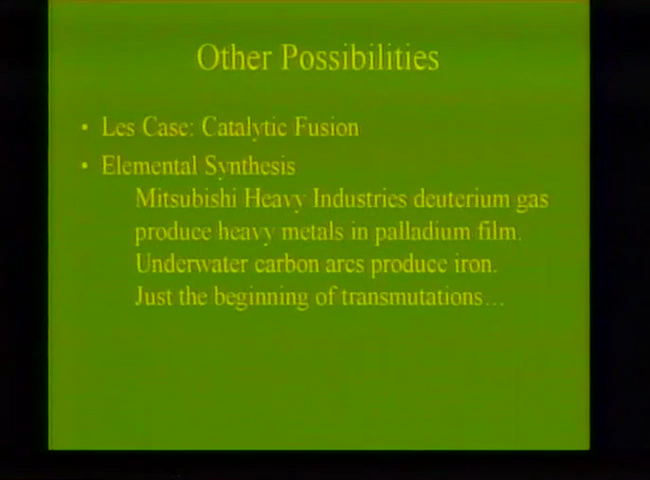 Other Possibilities
• Les Case: Catalytic Fusion
• Elemental Synthesis
Mitsubishi Heavy Industries deuterium gas
produce heavy metals in palladium film.
Underwater carbon arcs produce iron.
Just the beginning of transmutations…